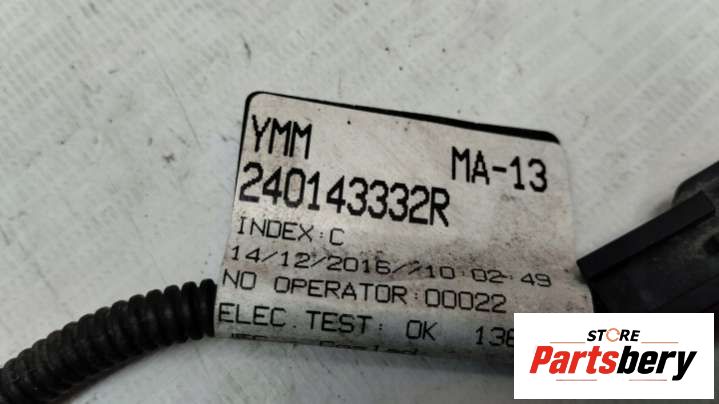 YMM MA-13
240143332R
INDEX:C
14/12/2016//10:02:49
NO OPERATOR:00022
ELEC.TEST: OK 138
STORE
Partsbery